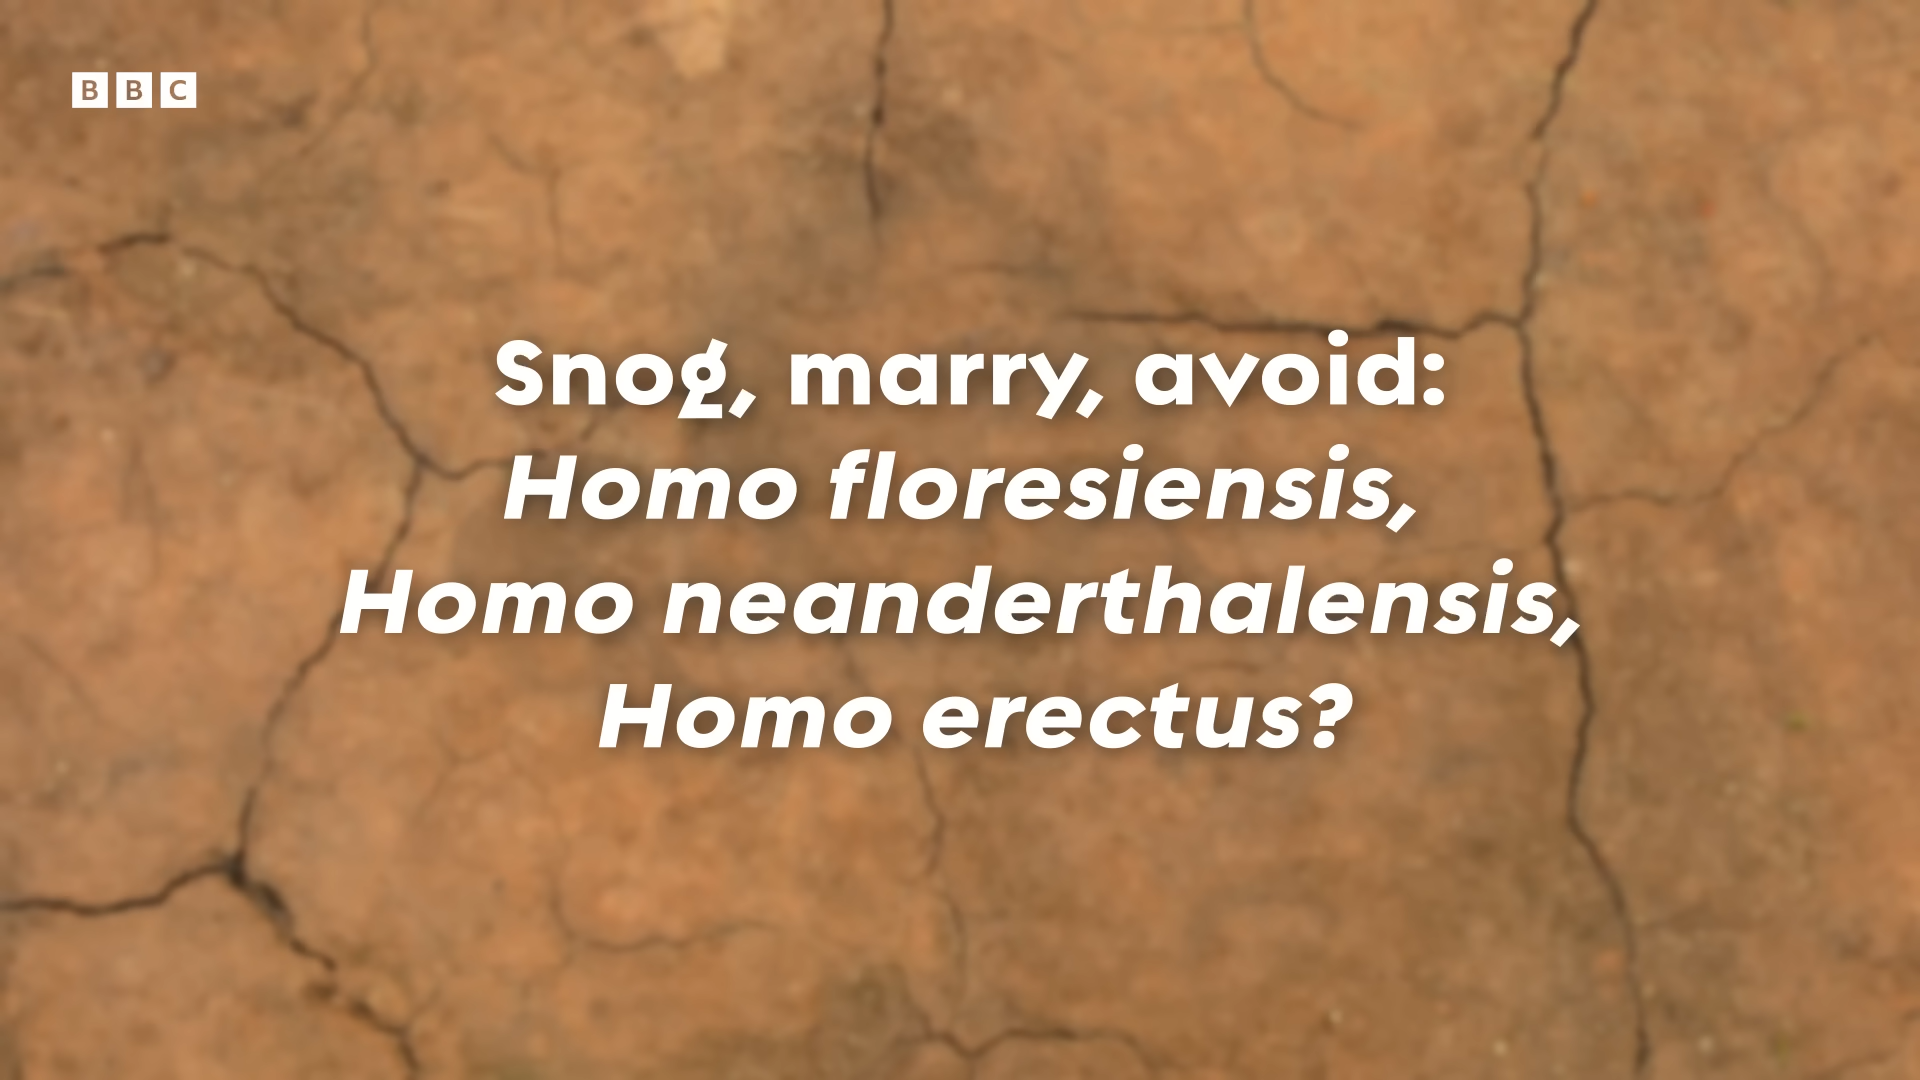 BBC
Snog, marry, avoid:
Homo floresiensis,
Homo neanderthalensis,
Homo erectus?